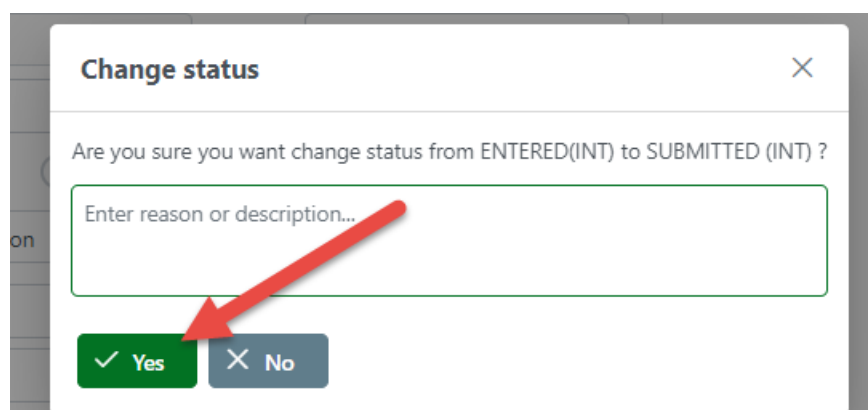 Change status
Are you sure you want change status from ENTERED(INT) to SUBMITTED (INT) ?
Enter reason or description...
on
Yes
No